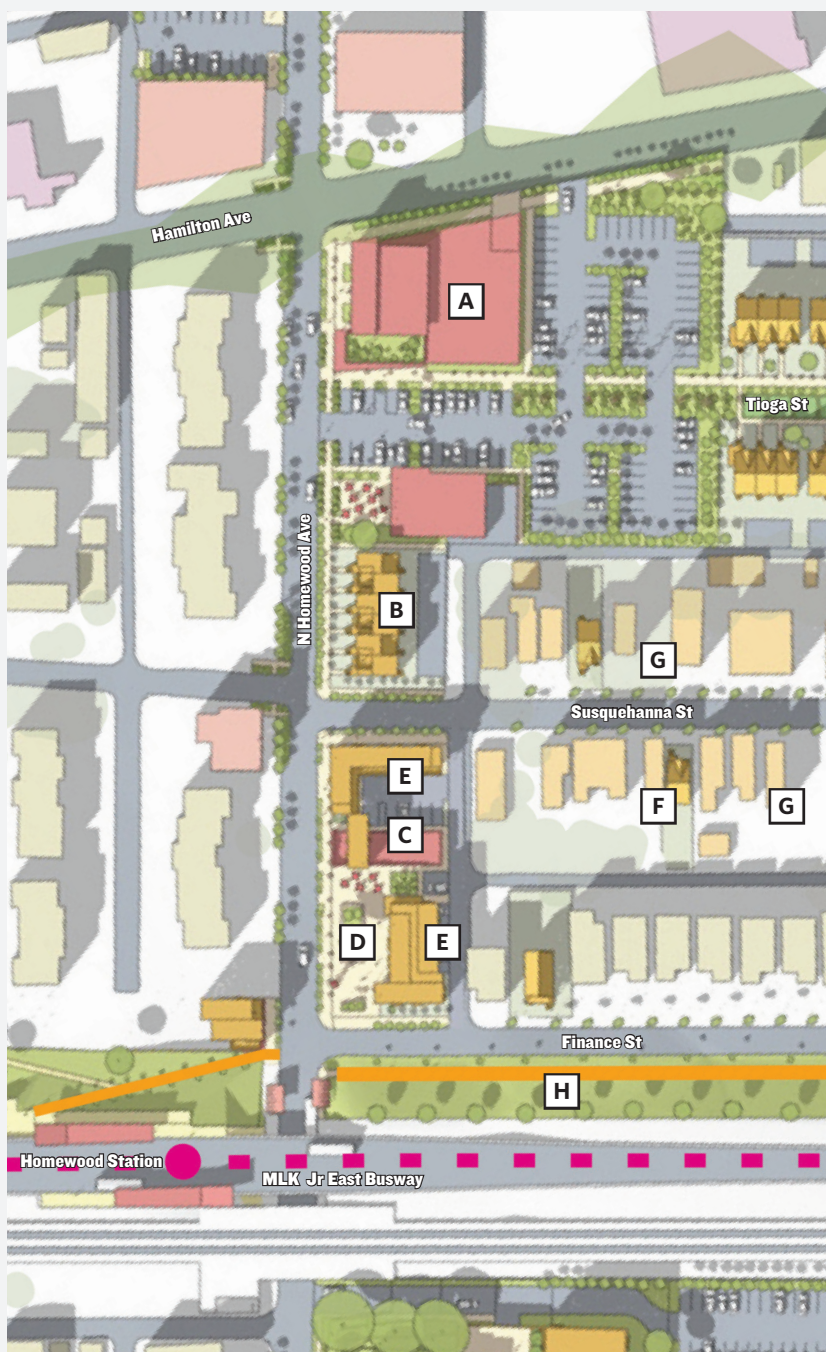 Hamilton Ave
A
Tioga St
N Homewood Ave
B
G
Susquehanna St
E
F
G
C
D
E
Finance St
H
Homewood Station
MLK Jr East Busway